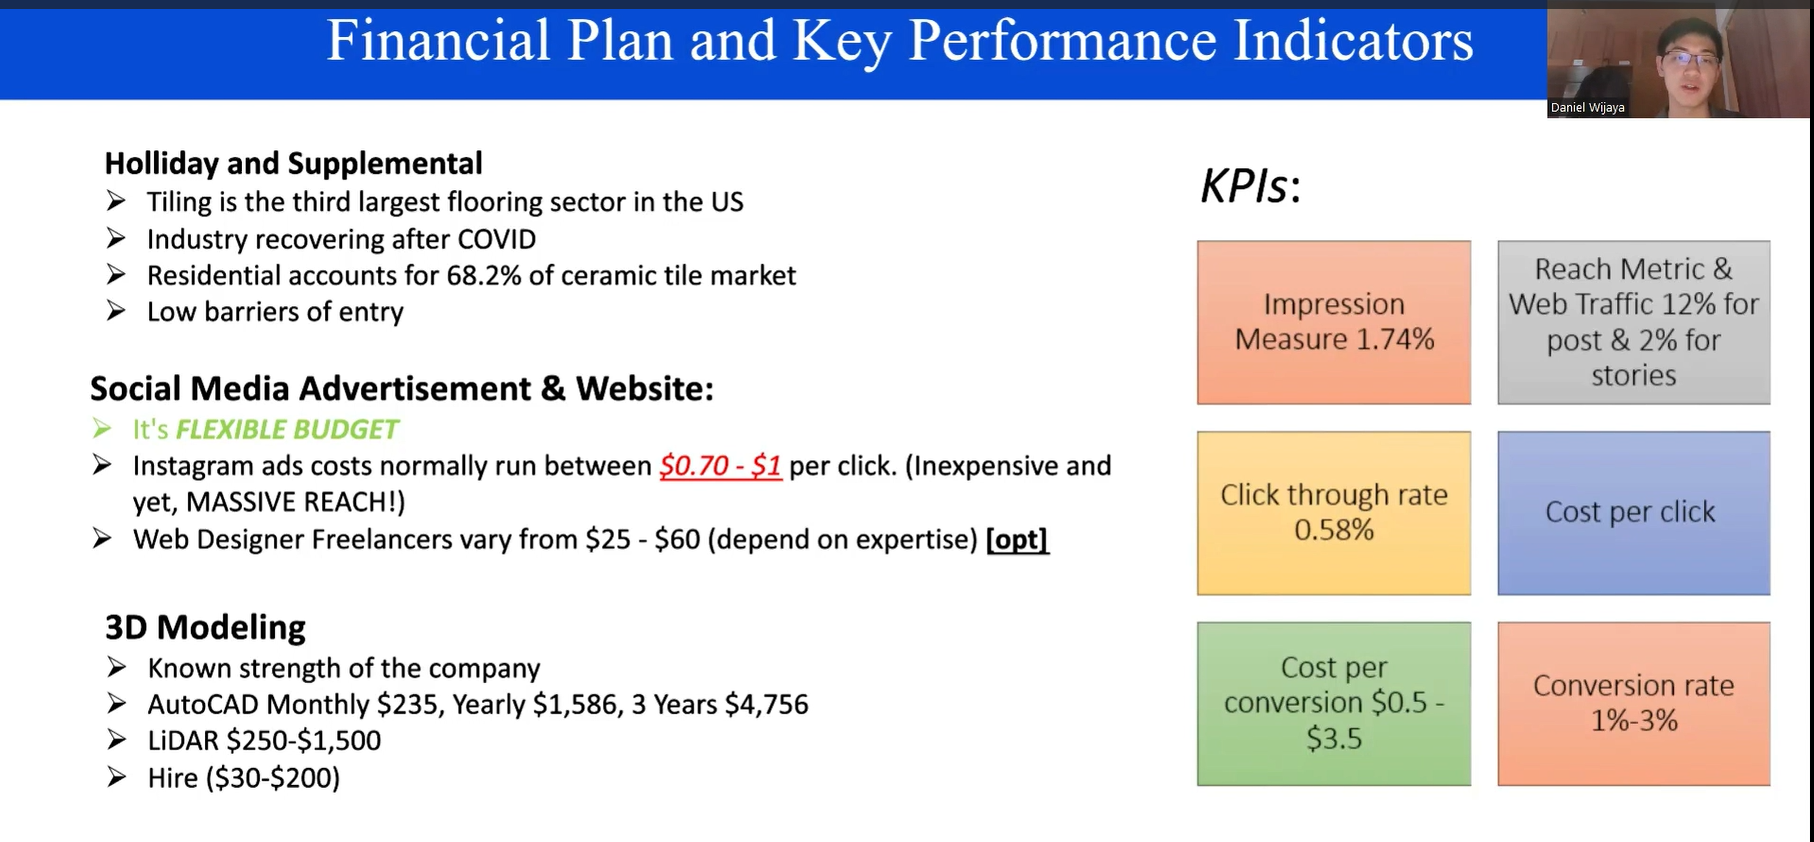 Financial Plan and Key Performance Indicators
Daniel Wijaya
Holliday and Supplemental
➢ Tiling is the third largest flooring sector in the US
➢ Industry recovering after COVID
➢ Residential accounts for 68.2% of ceramic tile market
➢ Low barriers of entry
Social Media Advertisement & Website:
➢ It's FLEXIBLE BUDGET
➢ Instagram ads costs normally run between $0.70 - $1 per click. (Inexpensive and
yet, MASSIVE REACH!)
➢ Web Designer Freelancers vary from $25 - $60 (depend on expertise) [opt]
3D Modeling
➢ Known strength of the company
➢ AutoCAD Monthly $235, Yearly $1,586, 3 Years $4,756
➢ LiDAR $250-$1,500
➢ Hire ($30-$200)
KPIs:
Impression
Measure 1.74%
Reach Metric &
Web Traffic 12% for
post & 2% for
stories
Click through rate
0.58%
Cost per click
Cost per
conversion $0.5 -
$3.5
Conversion rate
1%-3%